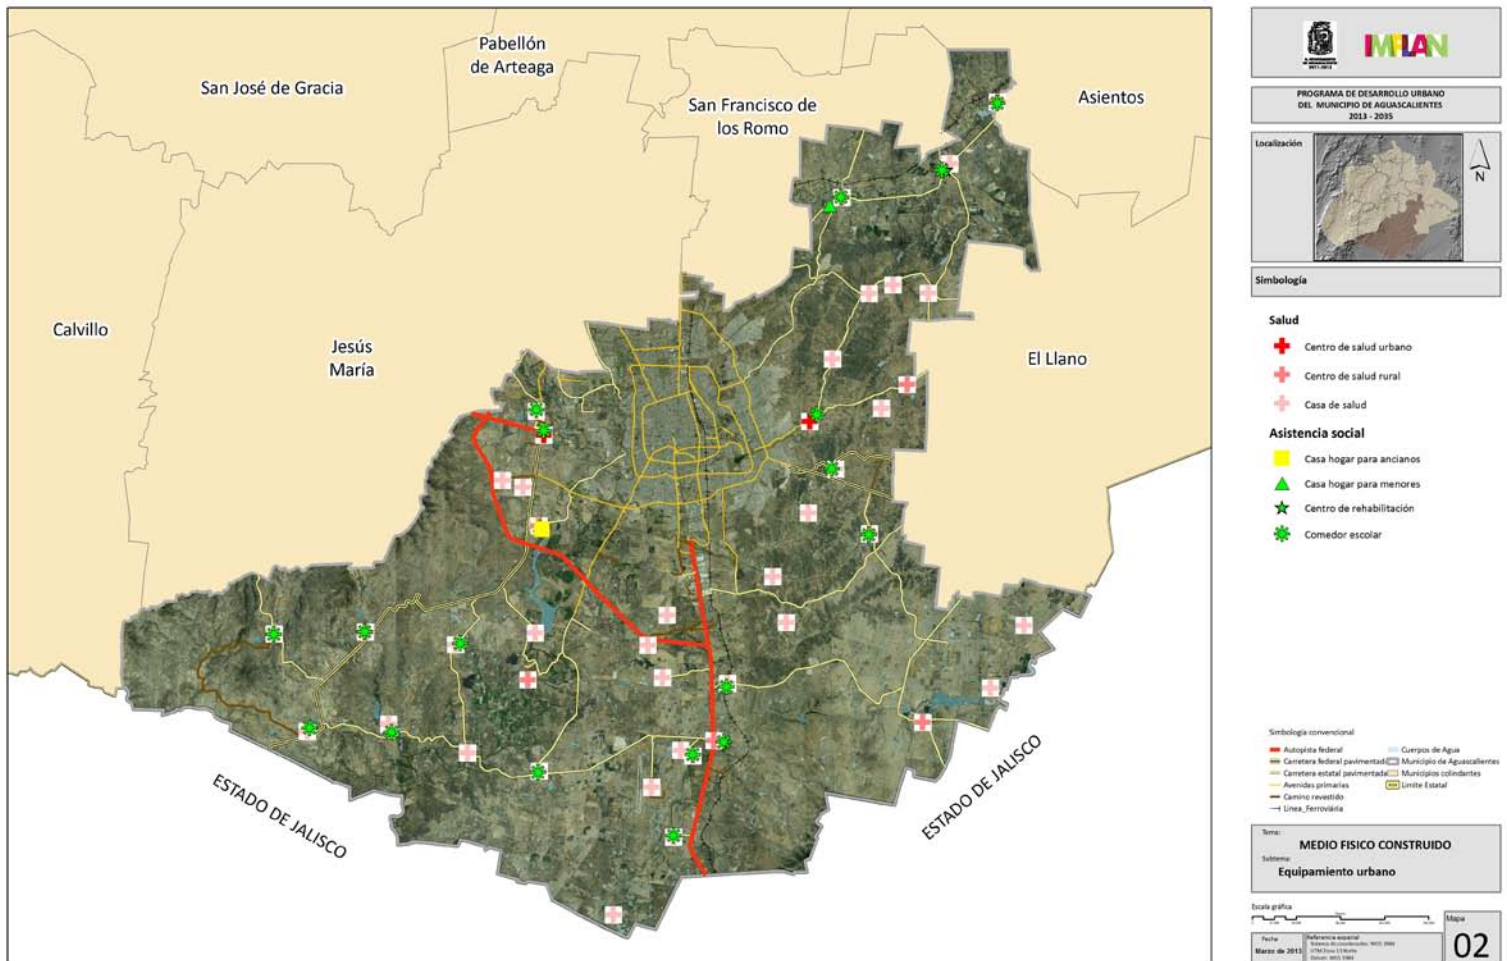 Pabellón
de Arteaga
San José de Gracia
San Francisco de
los Romo
Asientos
Calvillo
Jesús
María
El Llano
ESTADO DE JALISCO
ESTADO DE JALISCO
IMPLAN
PROGRAMA DE DESARROLLO URBANO
DEL MUNICIPIO DE AGUASCALIENTES
2013 - 2035
Localización
N
Simbología
Salud
Centro de salud urbano
Centro de salud rural
Casa de salud
Asistencia social
Casa hogar para ancianos
Casa hogar para menores
Centro de rehabilitación
Comedor escolar
Simbología convencional
Autopista federal
Carretera federal pavimentada
Carretera estatal pavimentada
Avenidas primarias
Camino revestido
Linea_Ferroviária
Cuerpos de Agua
Municipio de Aguascalientes
Municipios colindantes
Limite Estatal
Tema:
MEDIO FISICO CONSTRUIDO
Subtema:
Equipamiento urbano
Escala gráfica
Fecha
Marzo de 2013
Referencia espacial
Mapa
02